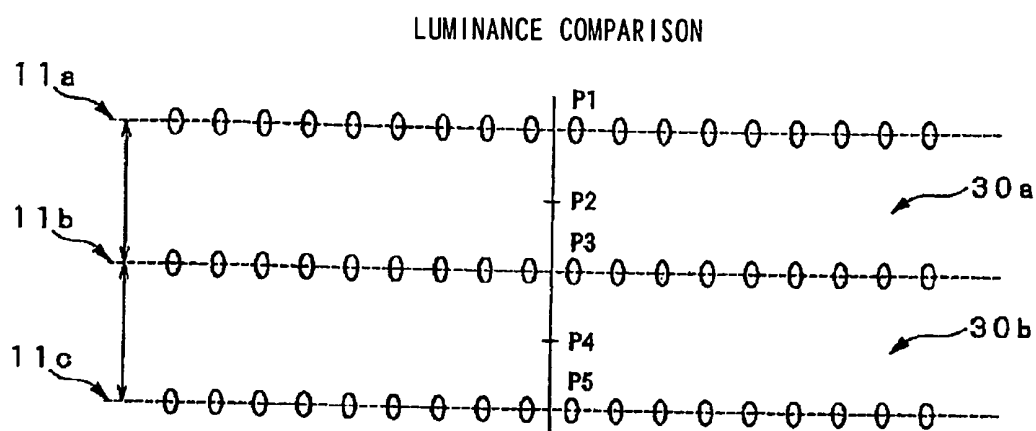 LUMINANCE COMPARISON
11a
P1
P2
30a
11b
P3
P4
30b
11c
P5